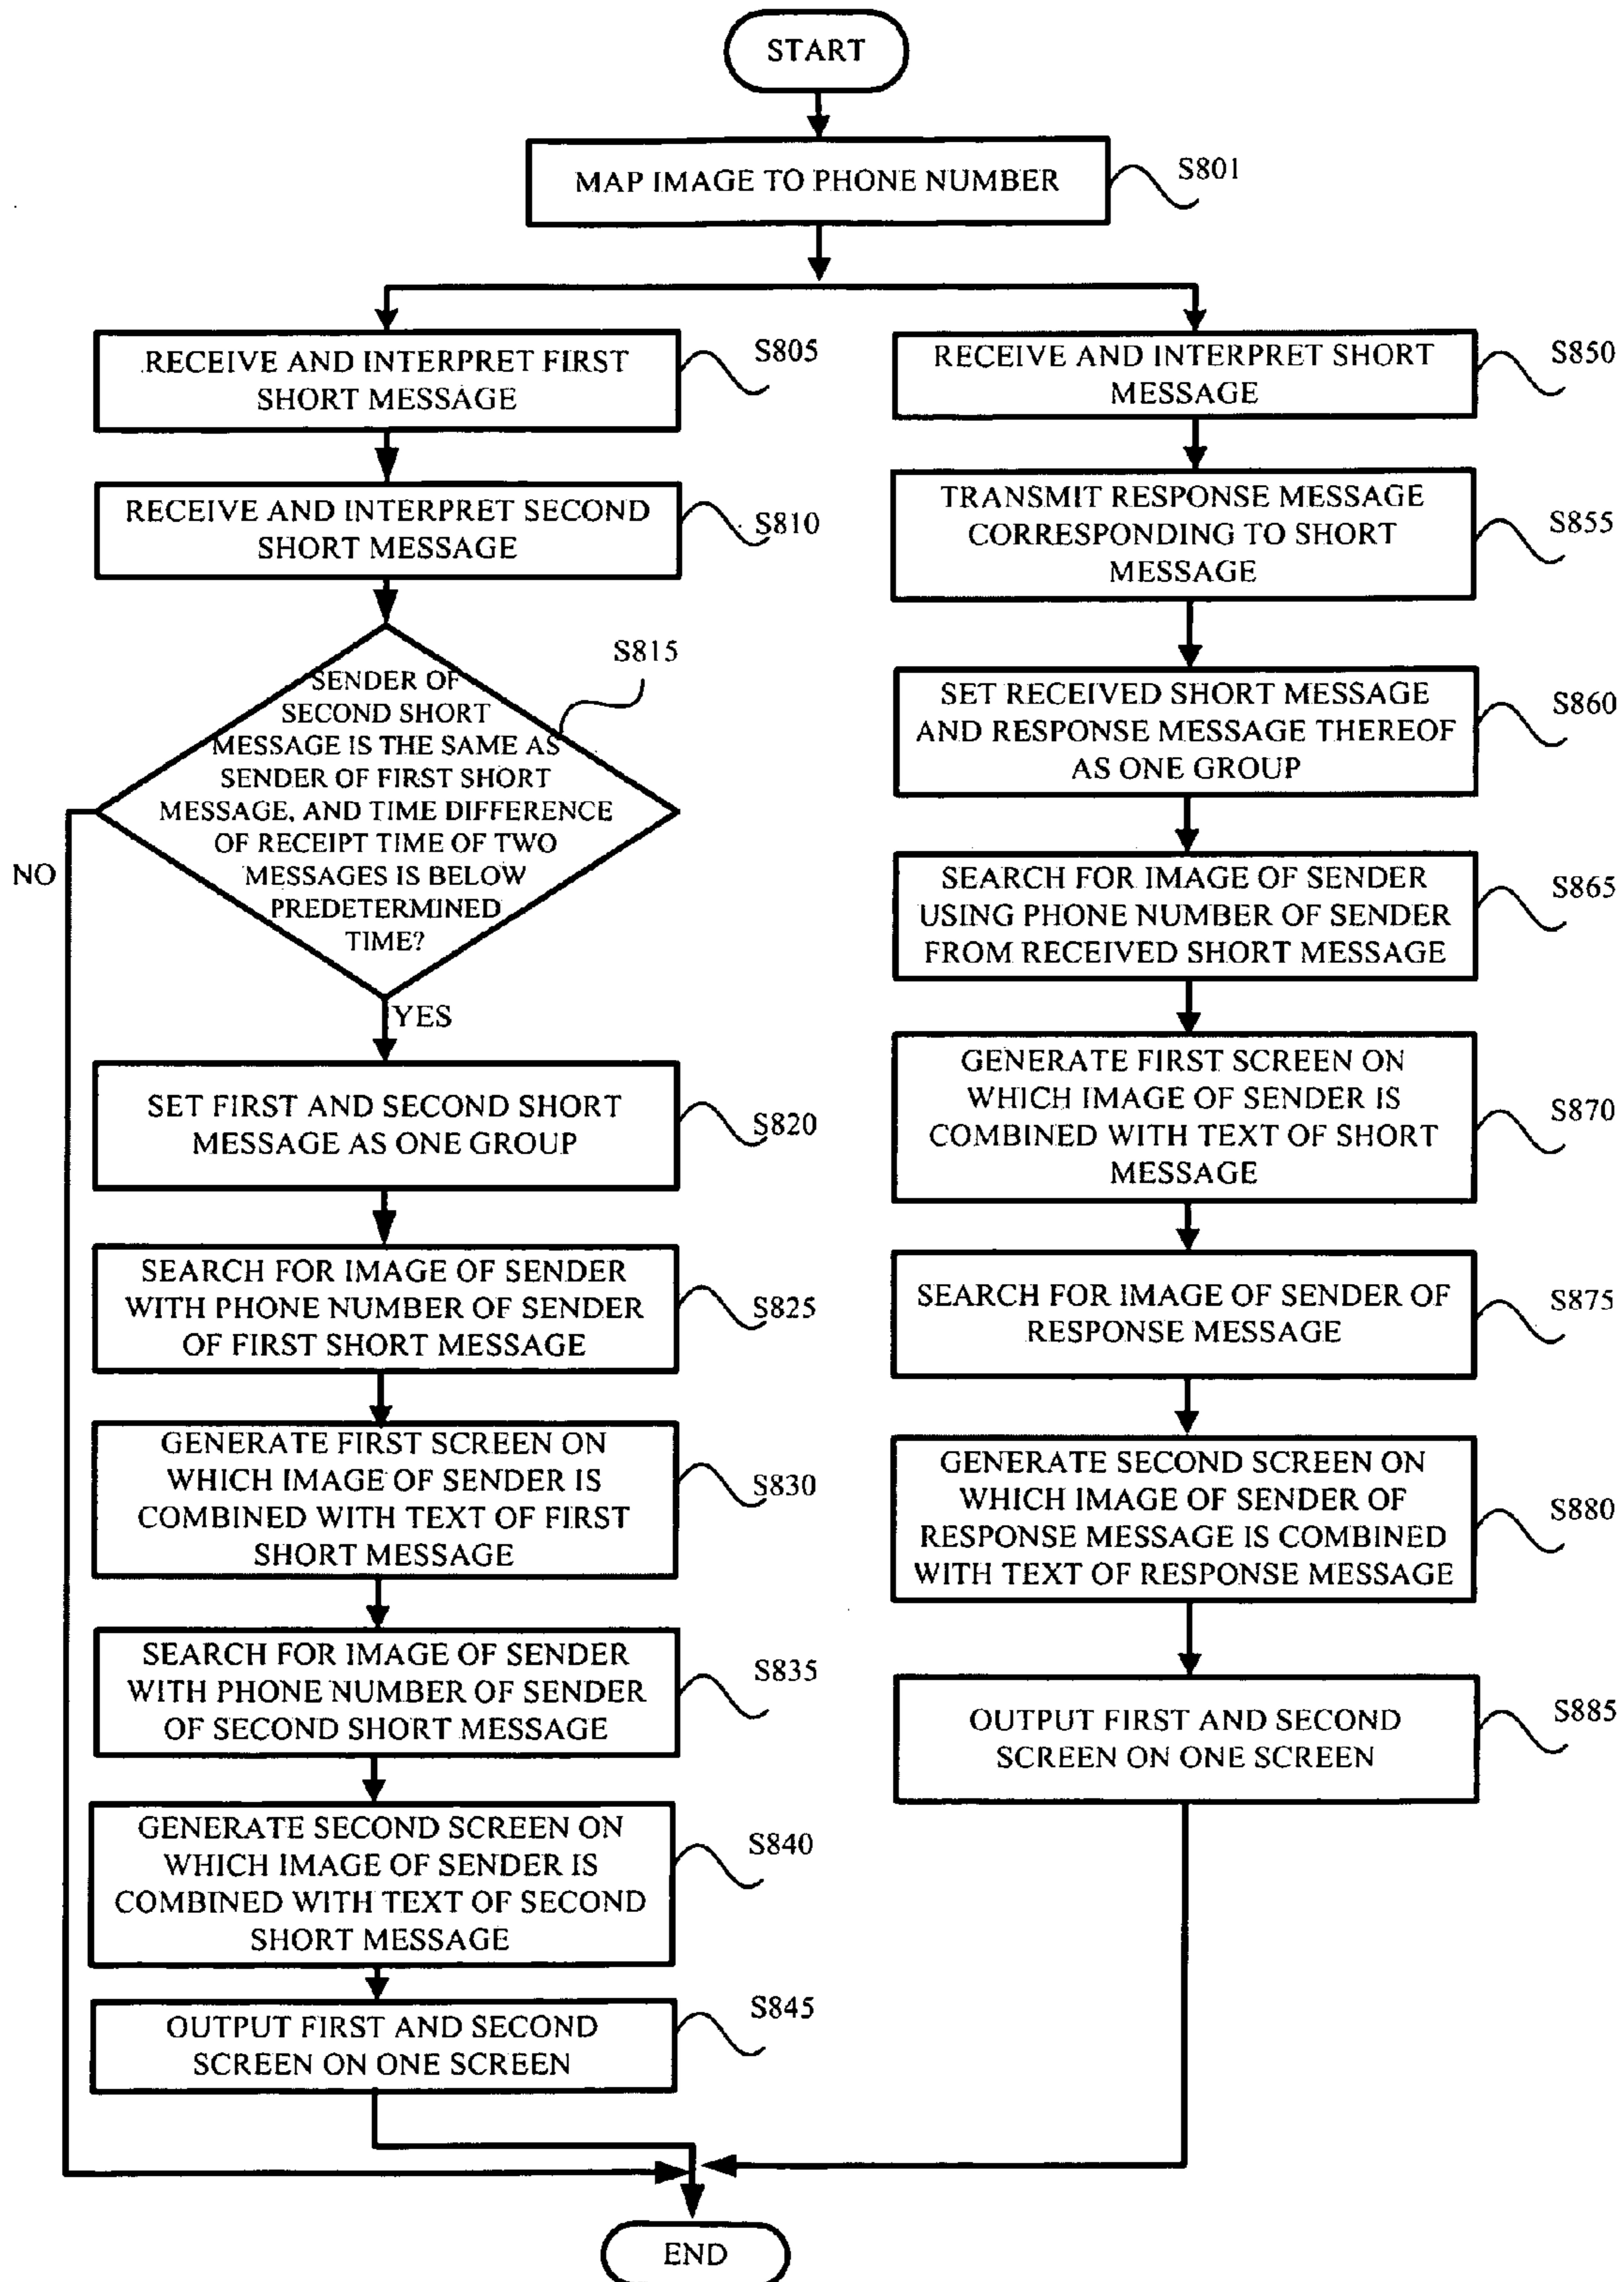 START
MAP IMAGE TO PHONE NUMBER
S801
RECEIVE AND INTERPRET FIRST
SHORT MESSAGE
S805
RECEIVE AND INTERPRET SECOND
SHORT MESSAGE
S810
SENDER OF
SECOND SHORT
MESSAGE IS THE SAME AS
SENDER OF FIRST SHORT
MESSAGE, AND TIME DIFFERENCE
OF RECEIPT TIME OF TWO
MESSAGES IS BELOW
PREDETERMINED
TIME?
S815
NO
YES
SET FIRST AND SECOND SHORT
MESSAGE AS ONE GROUP
S820
SEARCH FOR IMAGE OF SENDER
WITH PHONE NUMBER OF SENDER
OF FIRST SHORT MESSAGE
S825
GENERATE FIRST SCREEN ON
WHICH IMAGE OF SENDER IS
COMBINED WITH TEXT OF FIRST
SHORT MESSAGE
S830
SEARCH FOR IMAGE OF SENDER
WITH PHONE NUMBER OF SENDER
OF SECOND SHORT MESSAGE
S835
GENERATE SECOND SCREEN ON
WHICH IMAGE OF SENDER IS
COMBINED WITH TEXT OF SECOND
SHORT MESSAGE
S840
OUTPUT FIRST AND SECOND
SCREEN ON ONE SCREEN
S845
RECEIVE AND INTERPRET SHORT
MESSAGE
S850
TRANSMIT RESPONSE MESSAGE
CORRESPONDING TO SHORT
MESSAGE
S855
SET RECEIVED SHORT MESSAGE
AND RESPONSE MESSAGE THEREOF
AS ONE GROUP
S860
SEARCH FOR IMAGE OF SENDER
USING PHONE NUMBER OF SENDER
FROM RECEIVED SHORT MESSAGE
S865
GENERATE FIRST SCREEN ON
WHICH IMAGE OF SENDER IS
COMBINED WITH TEXT OF SHORT
MESSAGE
S870
SEARCH FOR IMAGE OF SENDER OF
RESPONSE MESSAGE
S875
GENERATE SECOND SCREEN ON
WHICH IMAGE OF SENDER OF
RESPONSE MESSAGE IS COMBINED
WITH TEXT OF RESPONSE MESSAGE
S880
OUTPUT FIRST AND SECOND
SCREEN ON ONE SCREEN
S885
END